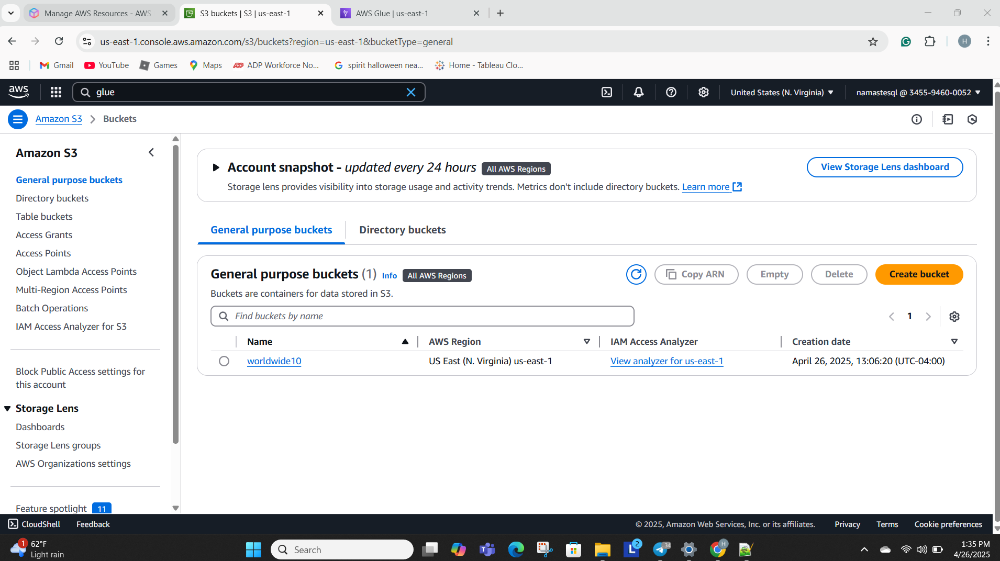 Manage AWS Resources - AWS
S3 buckets | S3 | us-east-1
AWS Glue | us-east-1
us-east-1.console.aws.amazon.com/s3/buckets?region=us-east-1&bucketType=general
H
Gmail
YouTube
Games
Maps
ADP Workforce No...
spirit halloween nea...
Home - Tableau Clo...
aws
glue
United States (N. Virginia)
namastesql @ 3455-9460-0052
Amazon S3
Buckets
Amazon S3
General purpose buckets
Directory buckets
Table buckets
Access Grants
Access Points
Object Lambda Access Points
Multi-Region Access Points
Batch Operations
IAM Access Analyzer for S3
Block Public Access settings for
this account
Storage Lens
Dashboards
Storage Lens groups
AWS Organizations settings
Feature spotlight 11
Account snapshot - updated every 24 hours All AWS Regions
View Storage Lens dashboard
Storage lens provides visibility into storage usage and activity trends. Metrics don't include directory buckets. Learn more
General purpose buckets
Directory buckets
General purpose buckets (1) Info All AWS Regions
Copy ARN
Empty
Delete
Create bucket
Buckets are containers for data stored in S3.
Find buckets by name
1
Name
AWS Region
IAM Access Analyzer
Creation date
worldwide10
US East (N. Virginia) us-east-1
View analyzer for us-east-1
April 26, 2025, 13:06:20 (UTC-04:00)
CloudShell
Feedback
© 2025, Amazon Web Services, Inc. or its affiliates.
Privacy
Terms
Cookie preferences
1
62°F
Light rain
Search
2
34
H
1:35 PM
4/26/2025